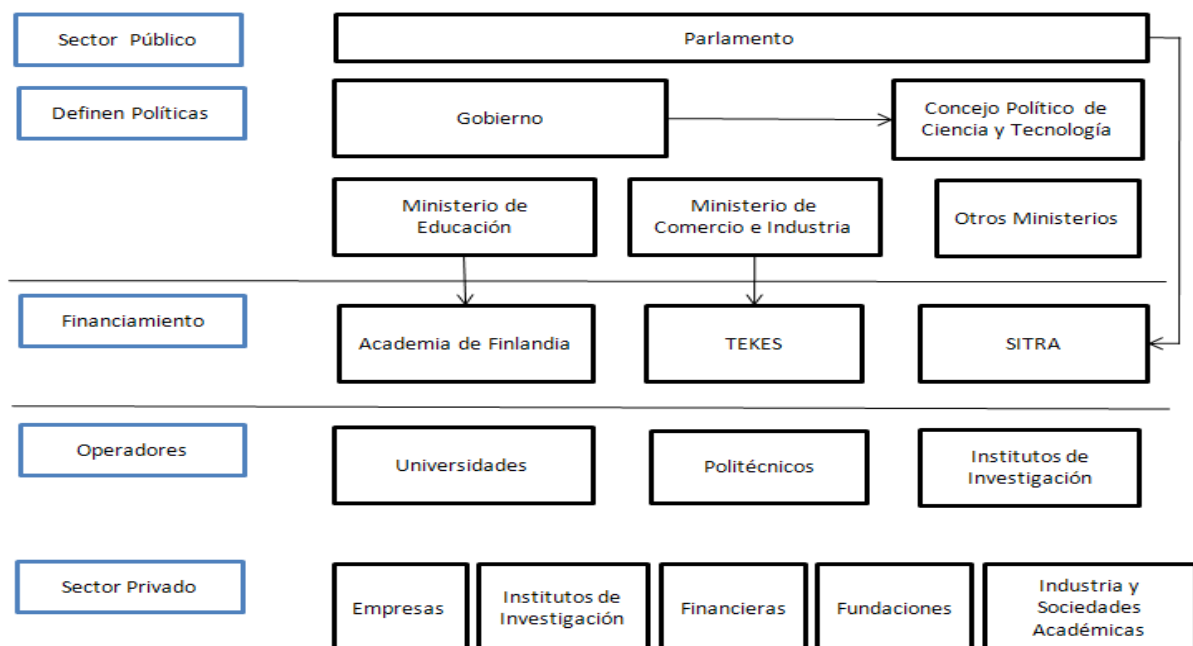 Sector Público
Parlamento
Definen Políticas
Gobierno
Concejo Político de
Ciencia y Tecnología
Ministerio de
Educación
Ministerio de
Comercio e Industria
Otros Ministerios
Financiamiento
Academia de Finlandia
TEKES
SITRA
Operadores
Universidades
Politécnicos
Institutos de
Investigación
Sector Privado
Empresas
Institutos de
Investigación
Financieras
Fundaciones
Industria y
Sociedades
Académicas